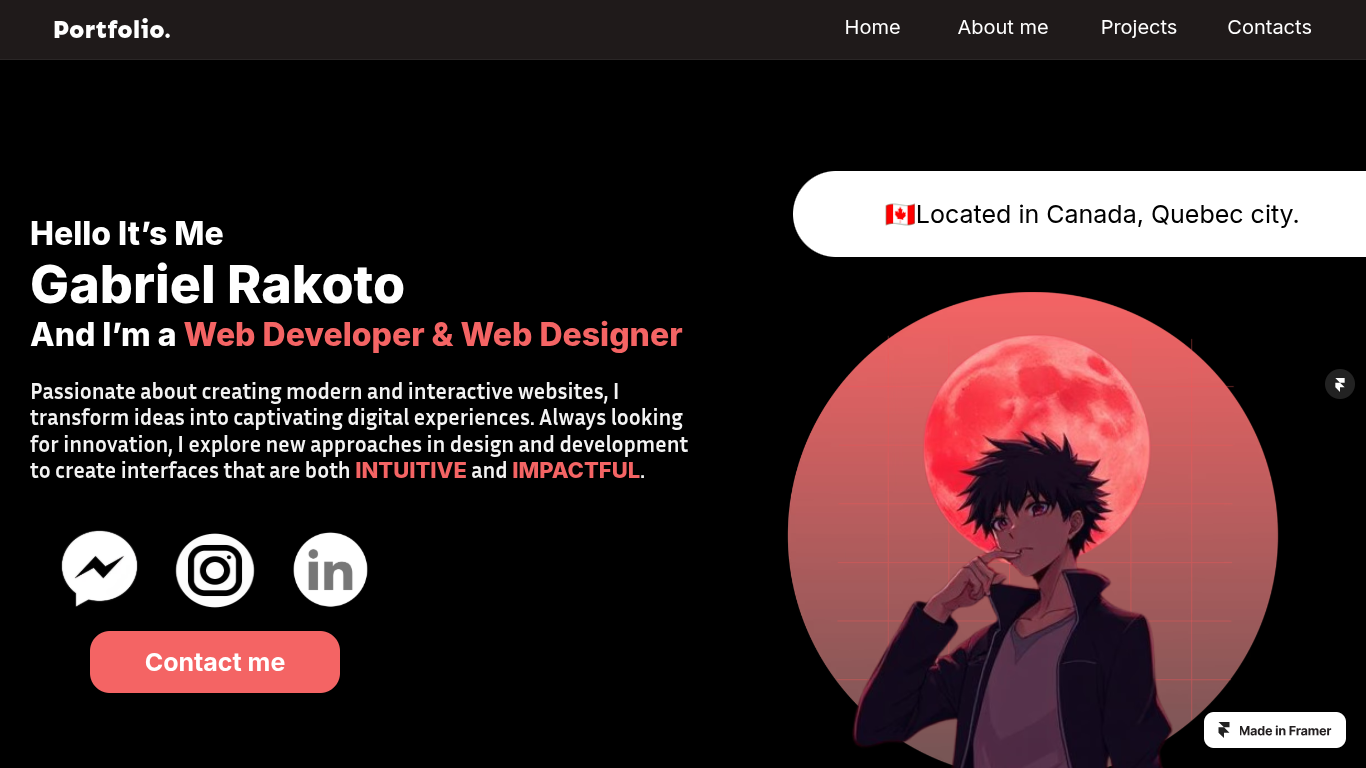 Portfolio.
Home
About me
Projects
Contacts
🇨🇦Located in Canada, Quebec city.
Hello It’s Me
Gabriel Rakoto
And I’m a Web Developer & Web Designer
Passionate about creating modern and interactive websites, I
transform ideas into captivating digital experiences. Always looking
for innovation, I explore new approaches in design and development
to create interfaces that are both INTUITIVE and IMPACTFUL.
in
Contact me
Made in Framer